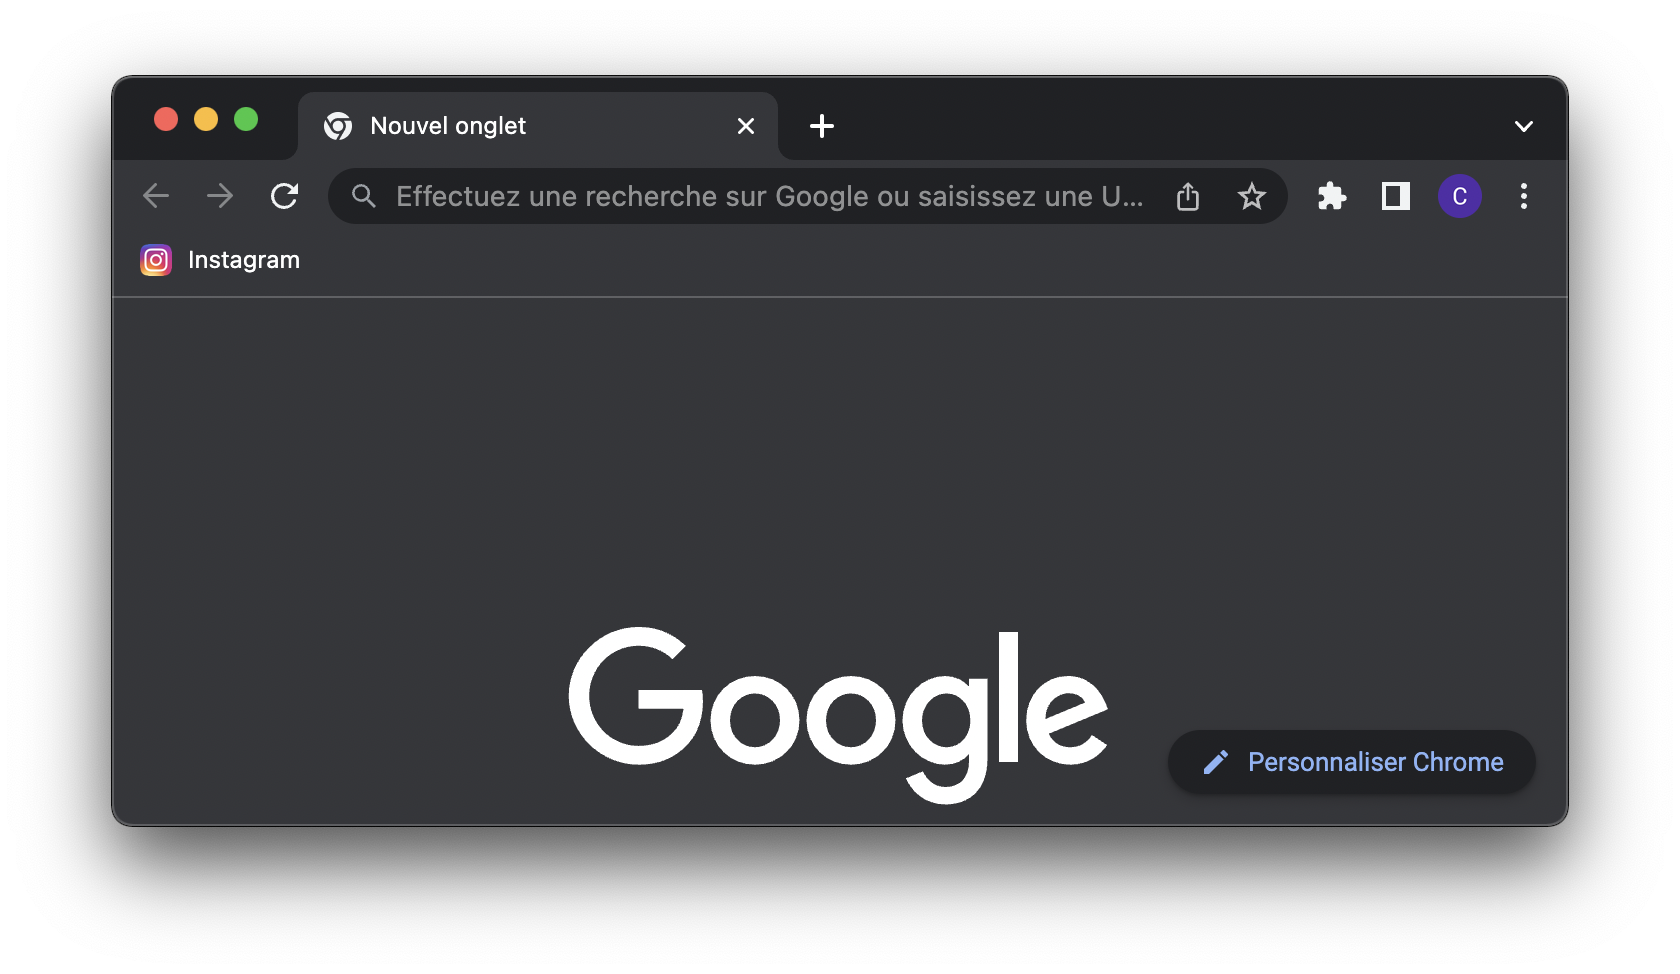 Nouvel onglet
Effectuez une recherche sur Google ou saisissez une U...
C
Instagram
Google
Personnaliser Chrome